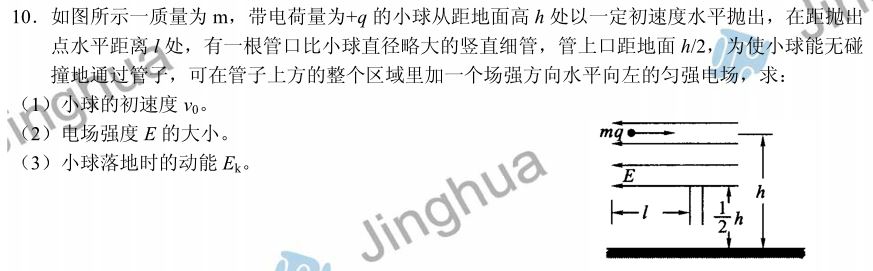 10．如图所示一质量为 m，带电荷量为+q 的小球从距地面高 h 处以一定初速度水平抛出，在距抛出
点水平距离 l 处，有一根管口比小球直径略大的竖直细管，管上口距地面 h/2，为使小球能无碰
撞地通过管子，可在管子上方的整个区域里加一个场强方向水平向左的匀强电场，求：
（1）小球的初速度 v₀。
（2）电场强度 E 的大小。
（3）小球落地时的动能 Eₖ。
mq
E
h
l
1/2 h
Jinghua
Jinghua
Jinghua